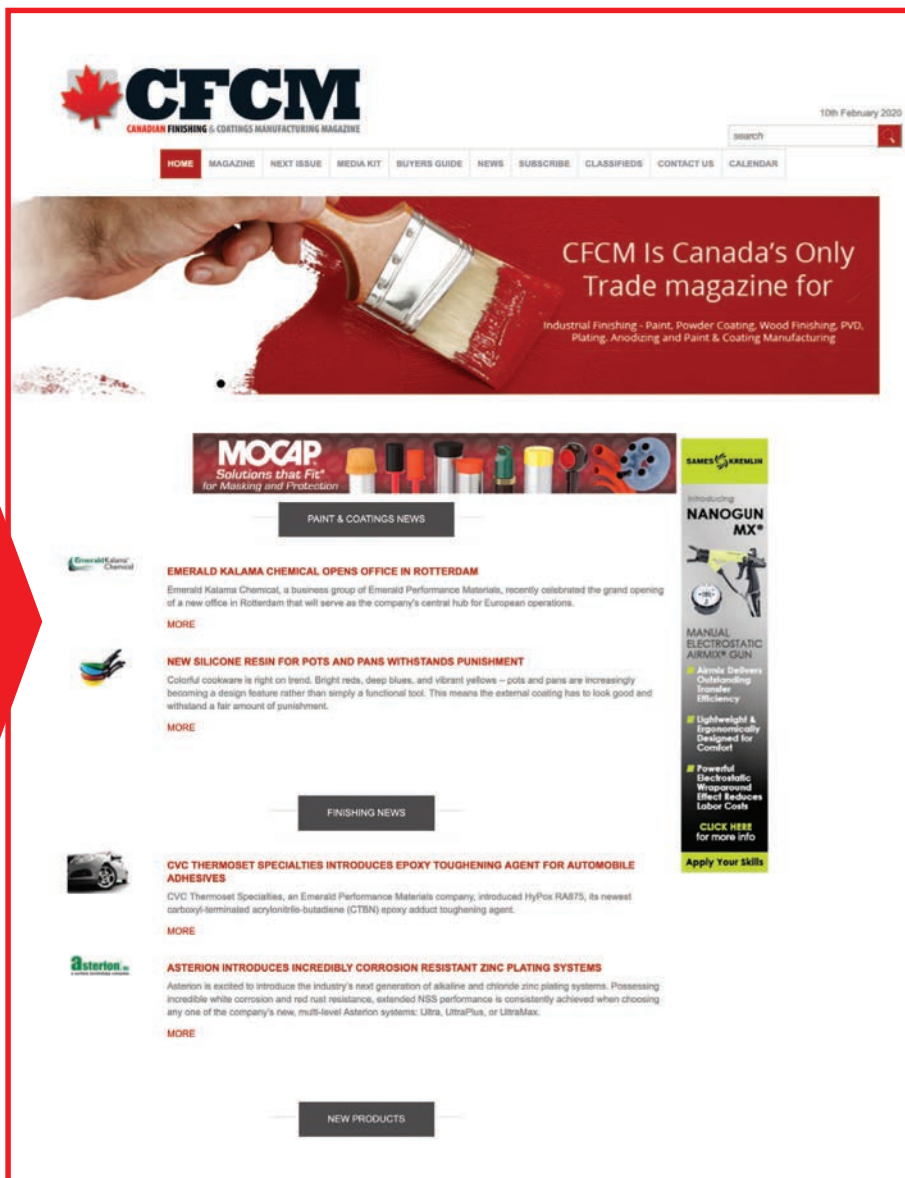 CFCM
CANADIAN FINISHING & COATINGS MANUFACTURING MAGAZINE
10th February 2020
search
HOME MAGAZINE NEXT ISSUE MEDIA KIT BUYERS GUIDE NEWS SUBSCRIBE CLASSIFIEDS CONTACT US CALENDAR
CFCM Is Canada's Only
Trade magazine for
Industrial Finishing - Paint, Powder Coating, Wood Finishing, PVD,
Plating, Anodizing and Paint & Coating Manufacturing
MOCAP®
Solutions that Fit®
for Masking and Protection
PAINT & COATINGS NEWS
Emerald Kalama
Chemical
EMERALD KALAMA CHEMICAL OPENS OFFICE IN ROTTERDAM
Emerald Kalama Chemical, a business group of Emerald Performance Materials, recently celebrated the grand opening
of a new office in Rotterdam that will serve as the company's central hub for European operations.
MORE
NEW SILICONE RESIN FOR POTS AND PANS WITHSTANDS PUNISHMENT
Colorful cookware is right on trend. Bright reds, deep blues, and vibrant yellows – pots and pans are increasingly
becoming a design feature rather than simply a functional tool. This means the external coating has to look good and
withstand a fair amount of punishment.
MORE
FINISHING NEWS
CVC THERMOSET SPECIALTIES INTRODUCES EPOXY TOUGHENING AGENT FOR AUTOMOBILE
ADHESIVES
CVC Thermoset Specialties, an Emerald Performance Materials company, introduced HyPox RA875, its newest
carboxyl-terminated acrylonitrile-butadiene (CTBN) epoxy adduct toughening agent.
MORE
asterion
ASTERION INTRODUCES INCREDIBLY CORROSION RESISTANT ZINC PLATING SYSTEMS
Asterion is excited to introduce the industry's next generation of alkaline and chloride zinc plating systems. Possessing
incredible white corrosion and red rust resistance, extended NSS performance is consistently achieved when choosing
any one of the company's new, multi-level Asterion systems: Ultra, UltraPlus, or UltraMax.
MORE
NEW PRODUCTS
SAMES KREMLIN
Introducing
NANOGUN
MX®
MANUAL
ELECTROSTATIC
AIRMIX® GUN
Airmix Delivers
Outstanding
Transfer
Efficiency
Lightweight &
Ergonomically
Designed for
Comfort
Powerful
Electrostatic
Wraparound
Effect Reduces
Labor Costs
CLICK HERE
for more info
Apply Your Skills